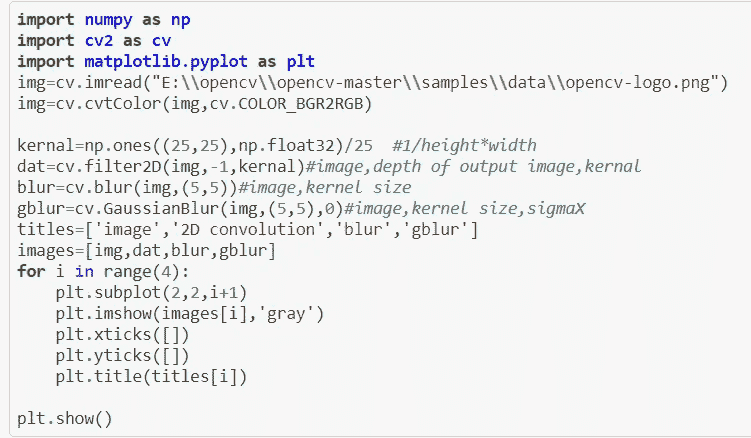 import numpy as np
import cv2 as cv
import matplotlib.pyplot as plt
img=cv.imread("E:\\opencv\\opencv-master\\samples\\data\\opencv-logo.png")
img=cv.cvtColor(img,cv.COLOR_BGR2RGB)

kernal=np.ones((25,25),np.float32)/25  #1/height*width
dat=cv.filter2D(img,-1,kernal)#image,depth of output image,kernal
blur=cv.blur(img,(5,5))#image,kernel size
gblur=cv.GaussianBlur(img,(5,5),0)#image,kernel size,sigmaX
titles=['image','2D convolution','blur','gblur']
images=[img,dat,blur,gblur]
for i in range(4):
    plt.subplot(2,2,i+1)
    plt.imshow(images[i],'gray')
    plt.xticks([])
    plt.yticks([])
    plt.title(titles[i])

plt.show()